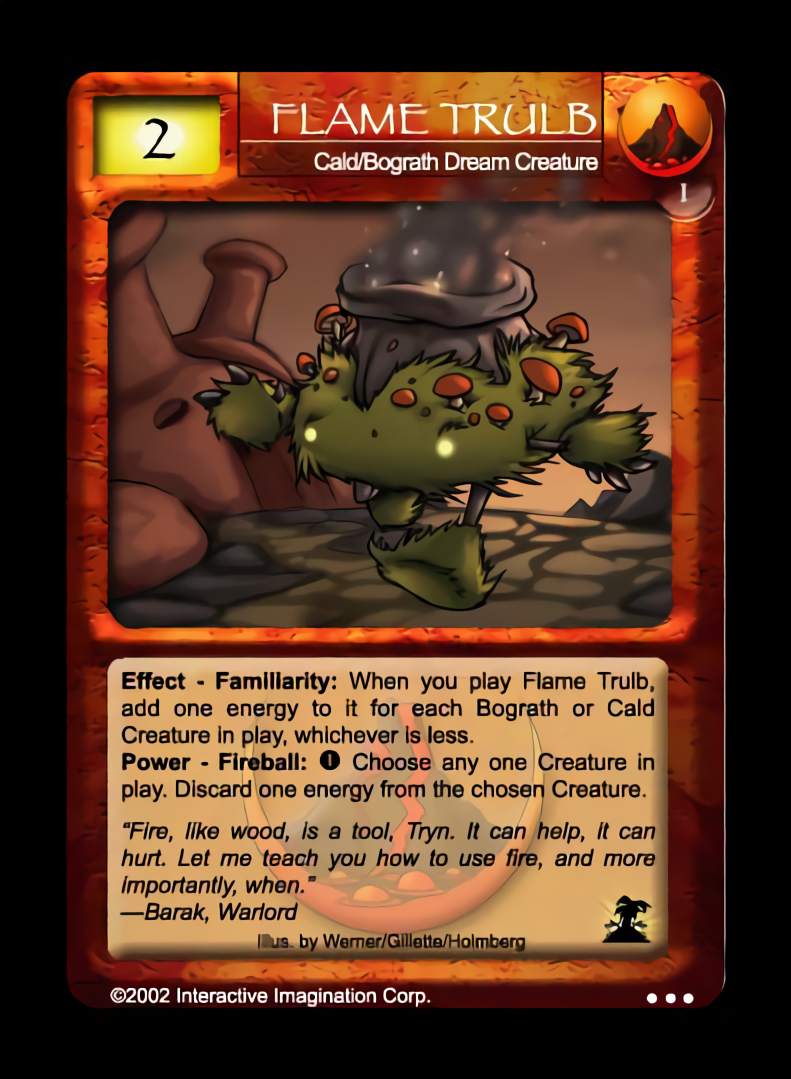 2
FLAME TRULB
Cald/Bograth Dream Creature
I
Effect - Familiarity: When you play Flame Trulb,
add one energy to it for each Bograth or Cald
Creature in play, whichever is less.
Power - Fireball: ❶ Choose any one Creature in
play. Discard one energy from the chosen Creature.
"Fire, like wood, is a tool, Tryn. It can help, it can
hurt. Let me teach you how to use fire, and more
importantly, when."
—Barak, Warlord
Illus. by Werner/Gillette/Holmberg
©2002 Interactive Imagination Corp.